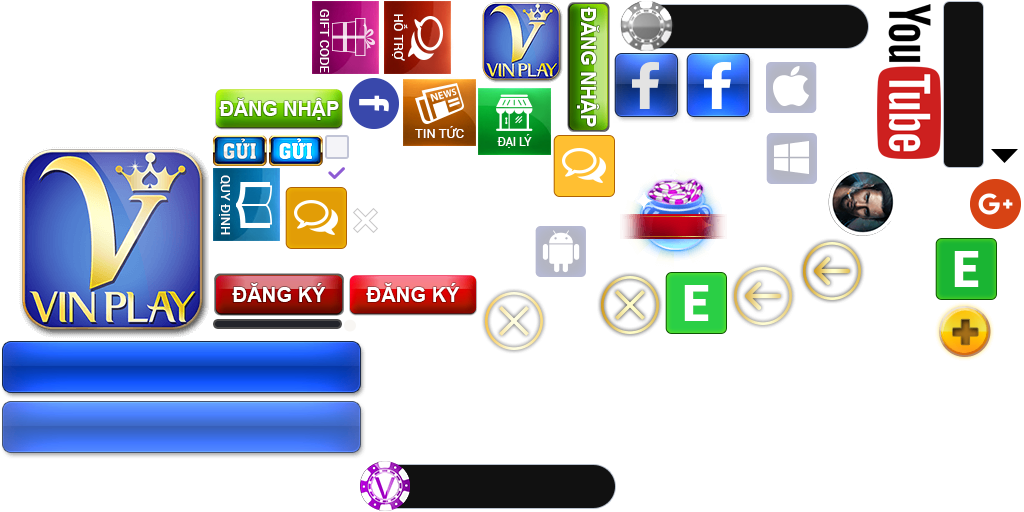 GIFT CODE
HỖ TRỢ
VIN PLAY
ĐĂNG NHẬP
You
Tube
f
f
f
ĐĂNG NHẬP
NEWS
TIN TỨC
ĐẠI LÝ
GỬI
GỬI
QUY ĐỊNH
VIN PLAY
G+
E
E
ĐĂNG KÝ
ĐĂNG KÝ
V